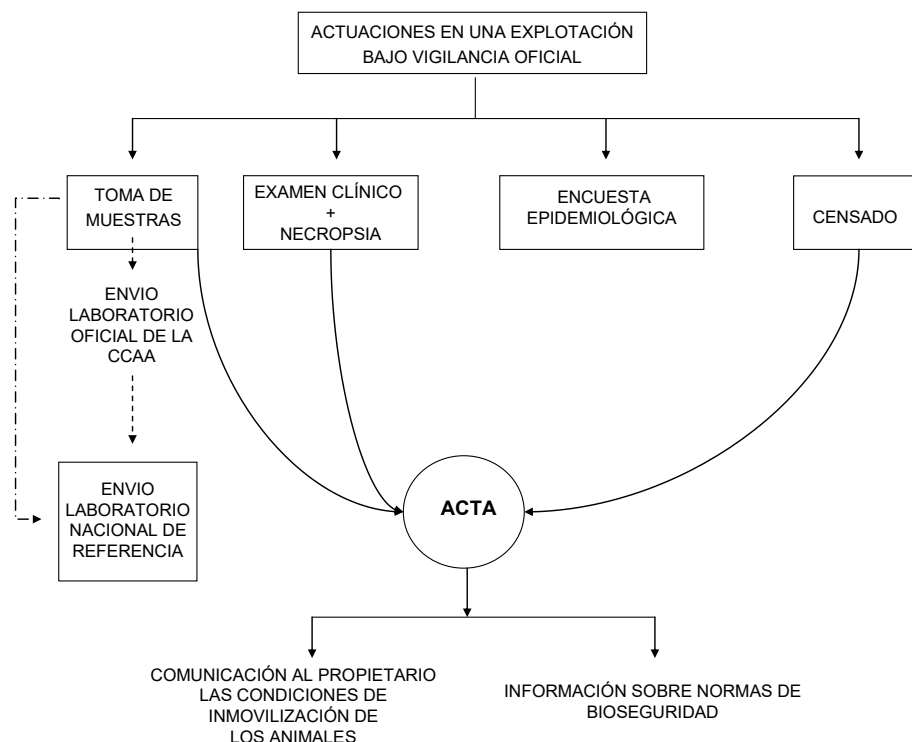 ACTUACIONES EN UNA EXPLOTACIÓN
BAJO VIGILANCIA OFICIAL
TOMA DE
MUESTRAS
EXAMEN CLÍNICO
+
NECROPSIA
ENCUESTA
EPIDEMIOLÓGICA
CENSADO
ENVIO
LABORATORIO
OFICIAL DE LA
CCAA
ENVIO
LABORATORIO
NACIONAL DE
REFERENCIA
ACTA
COMUNICACIÓN AL PROPIETARIO
LAS CONDICIONES DE
INMOVILIZACIÓN DE
LOS ANIMALES
INFORMACIÓN SOBRE NORMAS DE
BIOSEGURIDAD